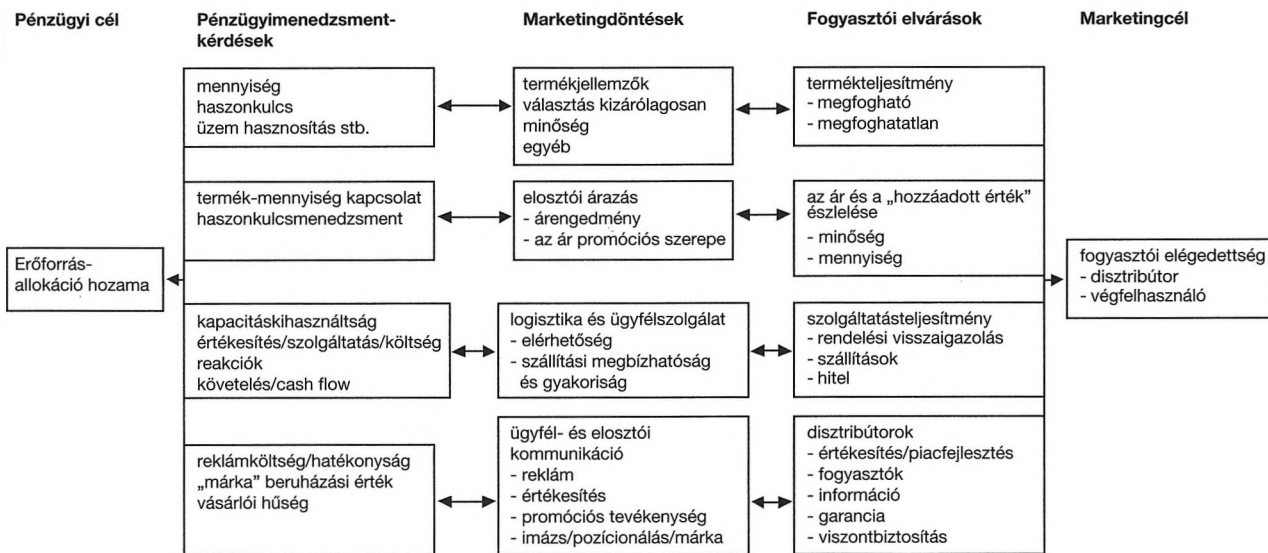 Pénzügyi cél
Pénzügyimenedzsment-
kérdések
Marketingdöntések
Fogyasztói elvárások
Marketingcél
mennyiség
haszonkulcs
üzem hasznosítás stb.
termékjellemzők
választás kizárólagosan
minőség
egyéb
termékteljesítmény
- megfogható
- megfoghatatlan
termék-mennyiség kapcsolat
haszonkulcsmenedzsment
elosztói árazás
- árengedmény
- az ár promóciós szerepe
az ár és a „hozzáadott érték”
észlelése
- minőség
- mennyiség
Erőforrás-
allokáció hozama
fogyasztói elégedettség
- disztribútor
- végfelhasználó
kapacitáskihasználtság
értékesítés/szolgáltatás/költség
reakciók
követelés/cash flow
logisztika és ügyfélszolgálat
- elérhetőség
- szállítási megbízhatóság
és gyakoriság
szolgáltatásteljesítmény
- rendelési visszaigazolás
- szállítások
- hitel
reklámköltség/hatékonyság
„márka” beruházási érték
vásárlói hűség
ügyfél- és elosztói
kommunikáció
- reklám
- értékesítés
- promóciós tevékenység
- imázs/pozícionálás/márka
disztribútorok
- értékesítés/piacfejlesztés
- fogyasztók
- információ
- garancia
- viszontbiztosítás